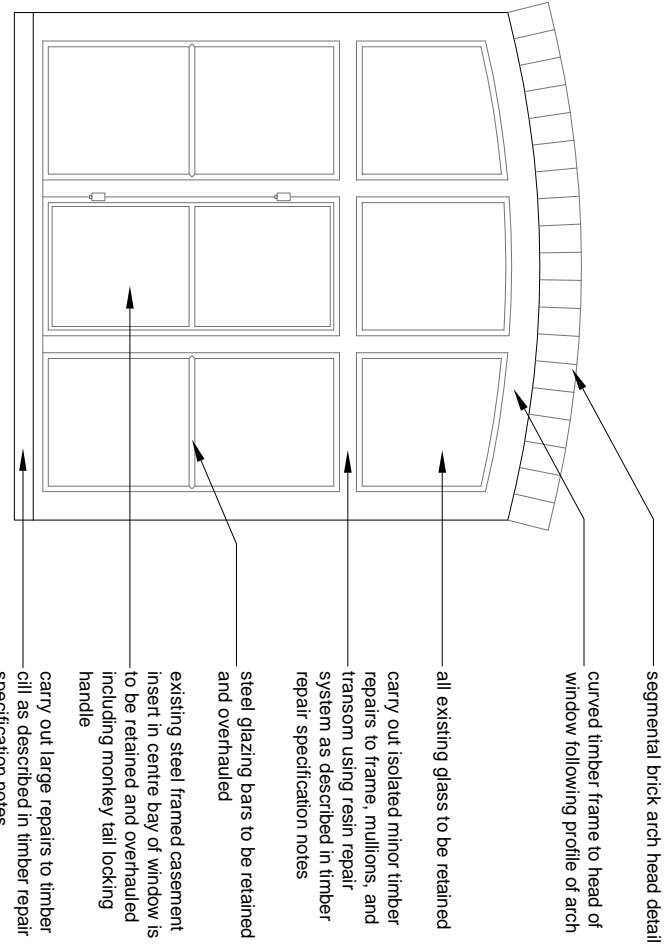 segmental brick arch head detail
curved timber frame to head of
window following profile of arch
all existing glass to be retained
carry out isolated minor timber
repairs to frame, mullions, and
transom using resin repair
system as described in timber
repair specification notes
steel glazing bars to be retained
and overhauled
existing steel framed casement
insert in centre bay of window is
to be retained and overhauled
including monkey tail locking
handle
carry out large repairs to timber
cill as described in timber repair
specification notes